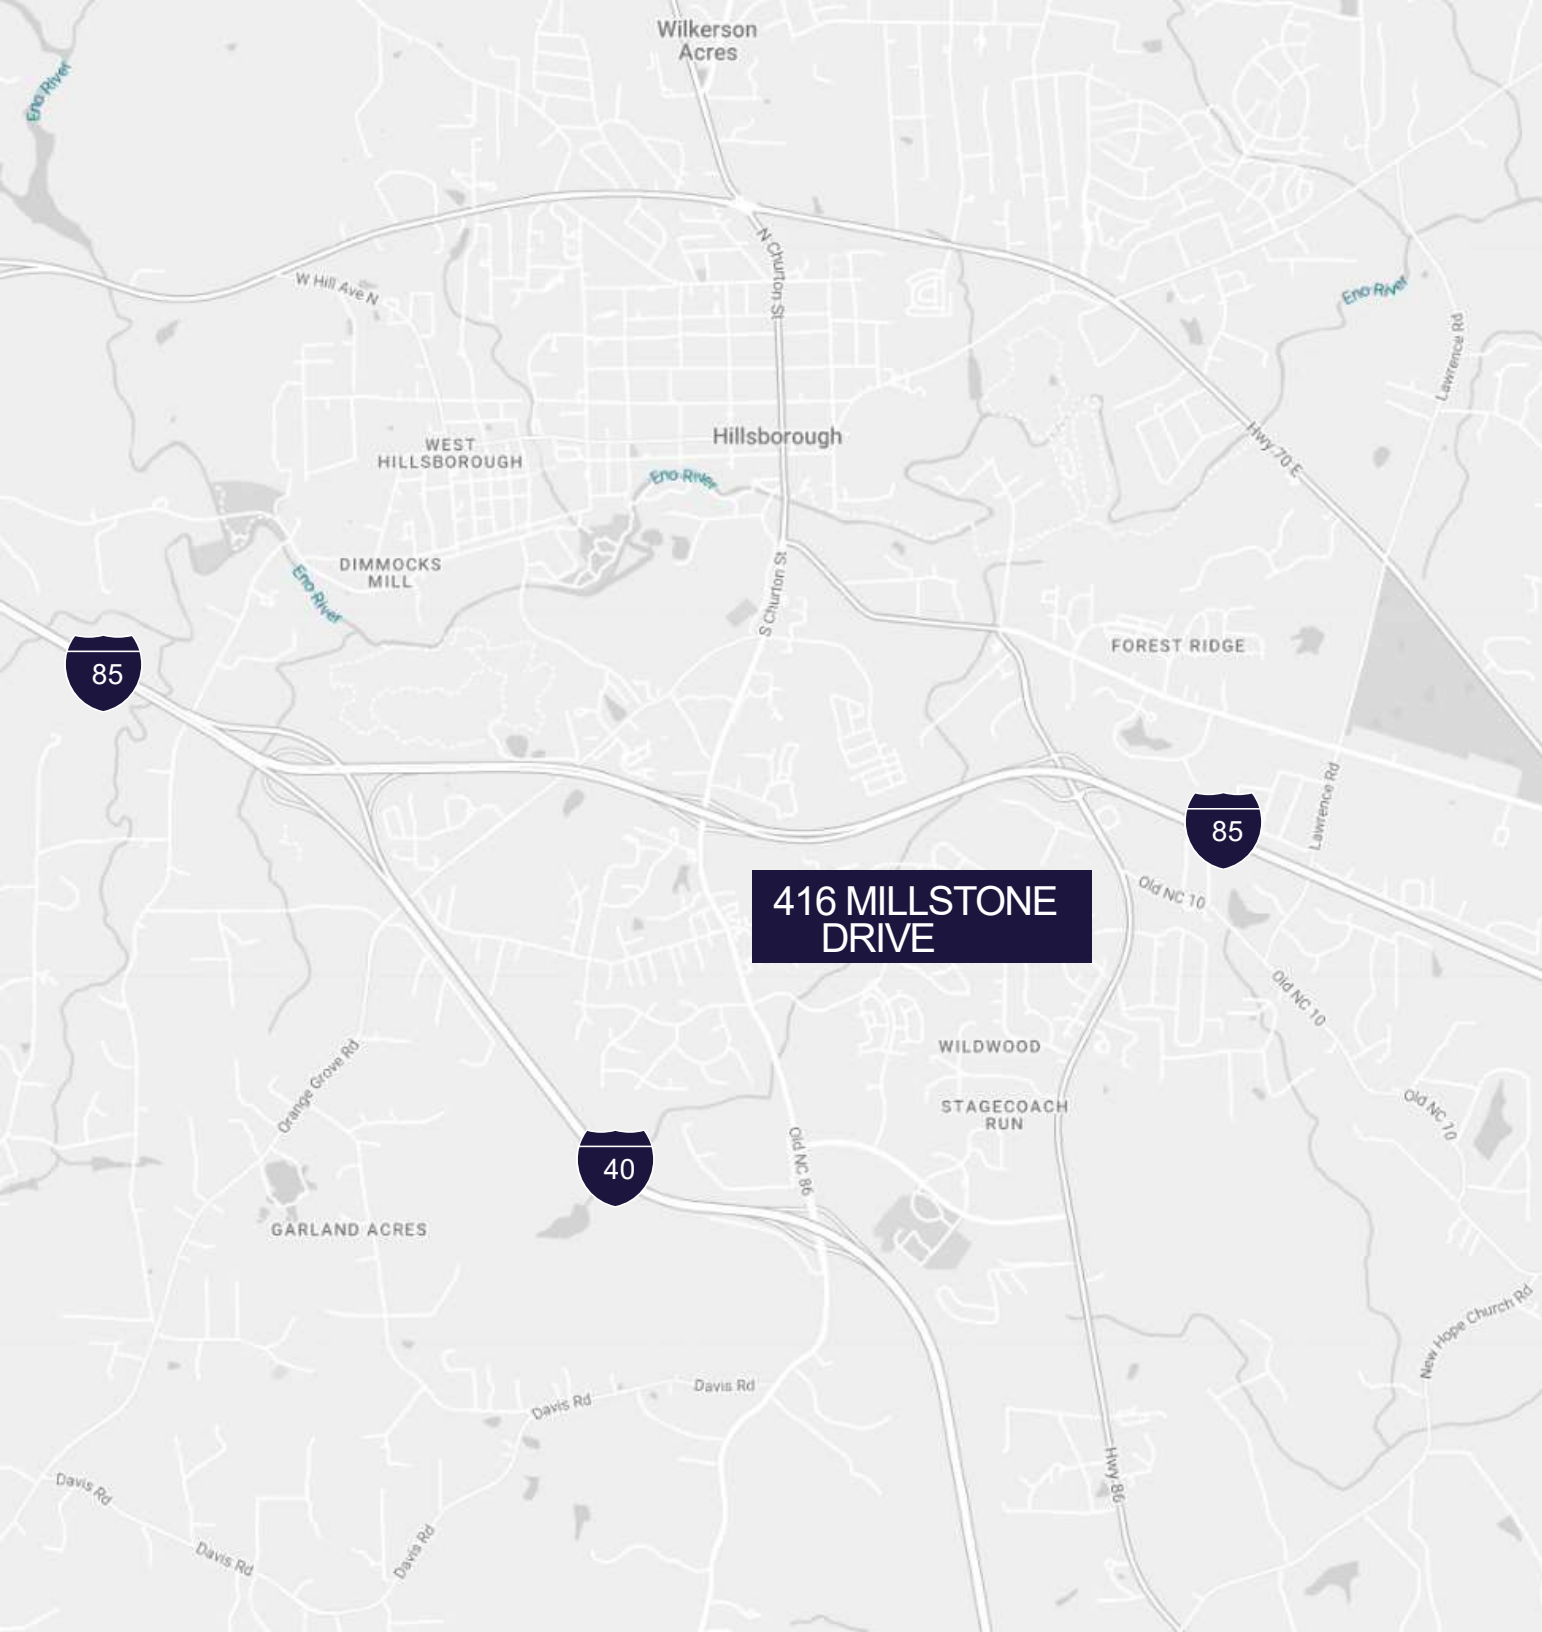 Wilkerson
Acres
Eno River
N Churton St
W Hill Ave N
Eno River
Lawrence Rd
Hillsborough
WEST
HILLSBOROUGH
Hwy 70 E
Eno River
DIMMOCKS
MILL
Eno River
S Churton St
FOREST RIDGE
85
Lawrence Rd
85
416 MILLSTONE
DRIVE
Old NC 10
Old NC 10
WILDWOOD
Orange Grove Rd
STAGECOACH
RUN
Old NC 10
Old NC 86
40
GARLAND ACRES
New Hope Church Rd
Davis Rd
Davis Rd
Hwy 86
Davis Rd
Davis Rd
Davis Rd